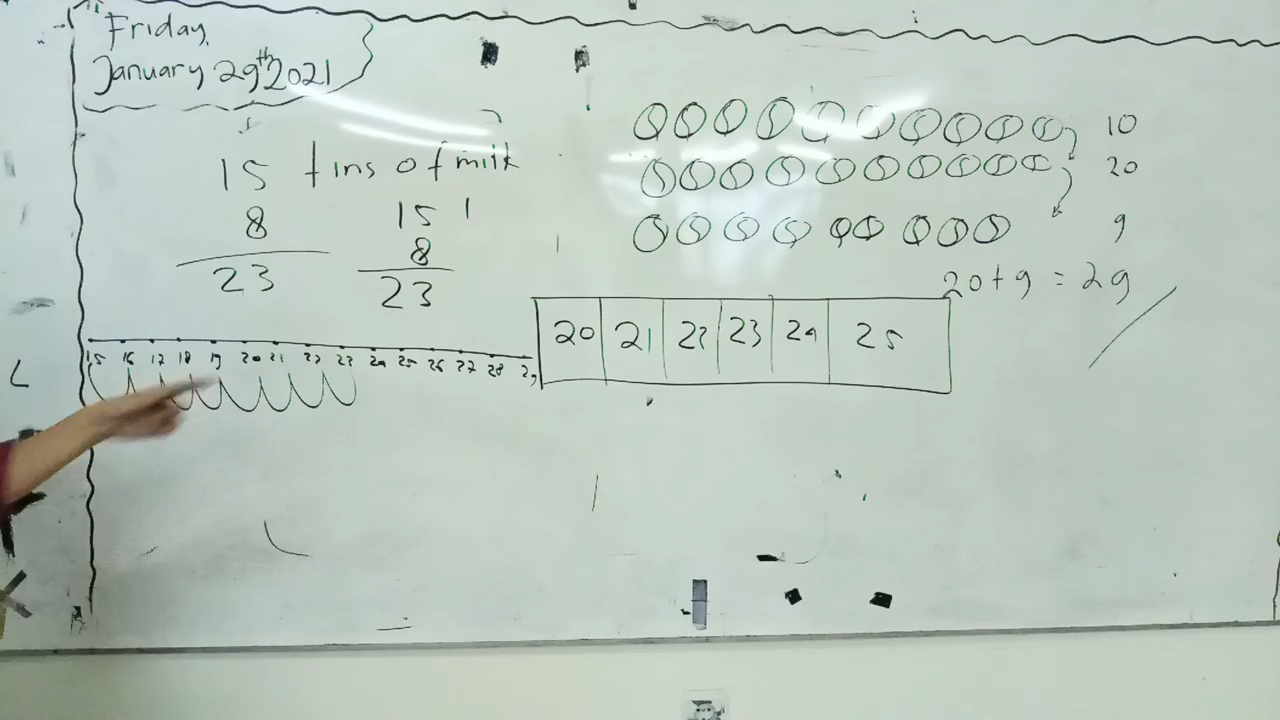 Friday,
January 29th 2021
15 tins of milk
8
23
15
8
23
15 16 17 18 19 20 21 22 23 24 25 26 27 28 29
10
20
9
20+9 = 29
20 21 22 23 24 25